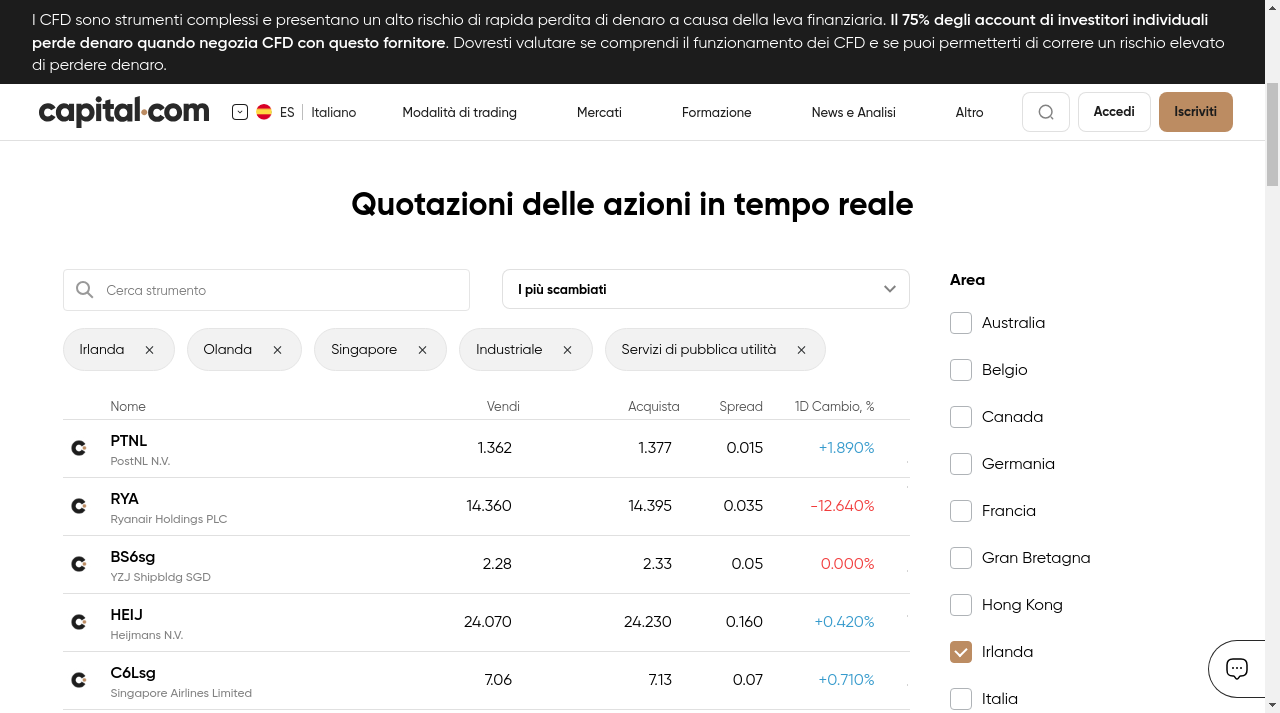 I CFD sono strumenti complessi e presentano un alto rischio di rapida perdita di denaro a causa della leva finanziaria. Il 75% degli account di investitori individuali
perde denaro quando negozia CFD con questo fornitore. Dovresti valutare se comprendi il funzionamento dei CFD e se puoi permetterti di correre un rischio elevato
di perdere denaro.
capital.com ES Italiano Modalità di trading Mercati Formazione News e Analisi Altro Accedi Iscriviti
Quotazioni delle azioni in tempo reale
Cerca strumento
I più scambiati
Irlanda Olanda Singapore Industriale Servizi di pubblica utilità
Nome Vendi Acquista Spread 1D Cambio, %
PTNL 1.362 1.377 0.015 +1.890%
PostNL N.V.
RYA 14.360 14.395 0.035 -12.640%
Ryanair Holdings PLC
BS6sg 2.28 2.33 0.05 0.000%
YZJ Shipbldg SGD
HEIJ 24.070 24.230 0.160 +0.420%
Heijmans N.V.
C6Lsg 7.06 7.13 0.07 +0.710%
Singapore Airlines Limited
Area
Australia
Belgio
Canada
Germania
Francia
Gran Bretagna
Hong Kong
Irlanda
Italia